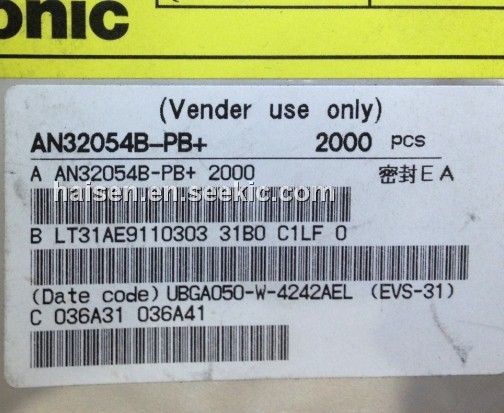 onic
(Vender use only)
AN32054B-PB+ 2000 pcs
A AN32054B-PB+ 2000 密封EA
haisen.seekic.com
B LT31AE9110303 31B0 C1LF 0
(Date code) UBGA050-W-4242AEL (EVS-31)
C 036A31 036A41